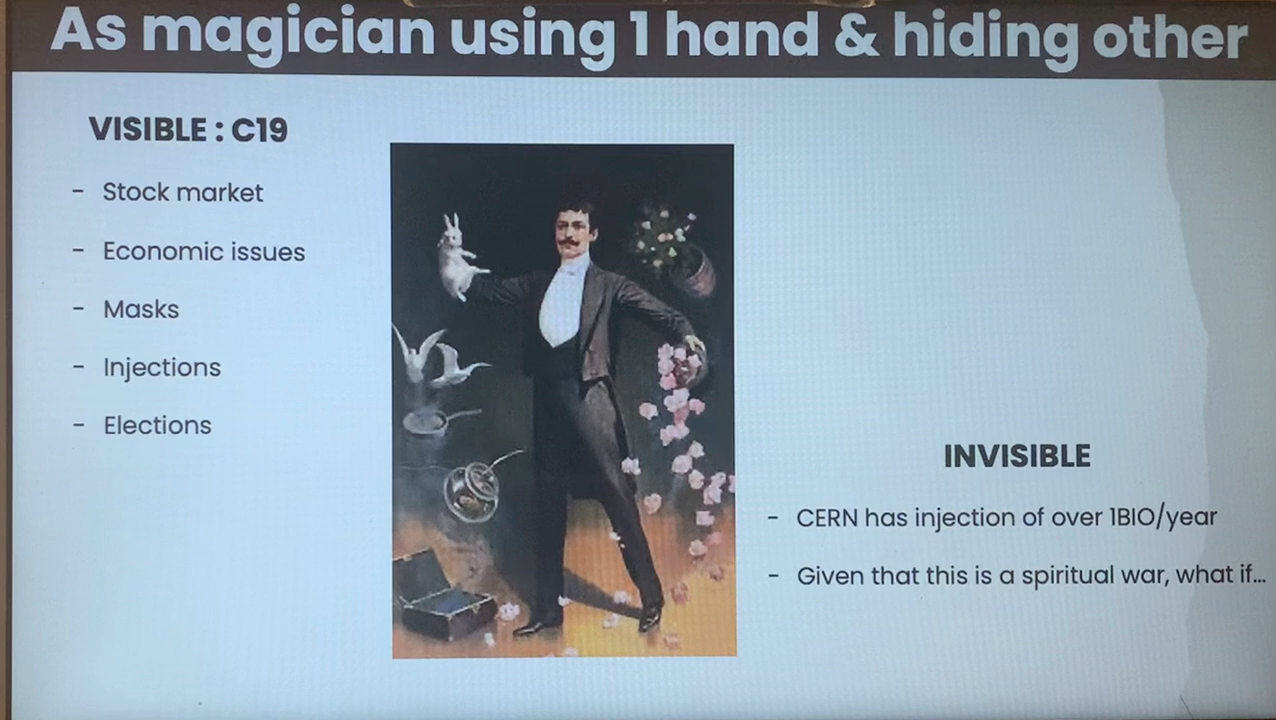 As magician using 1 hand & hiding other
VISIBLE : C19
- Stock market
- Economic issues
- Masks
- Injections
- Elections
INVISIBLE
- CERN has injection of over 1BIO/year
- Given that this is a spiritual war, what if...